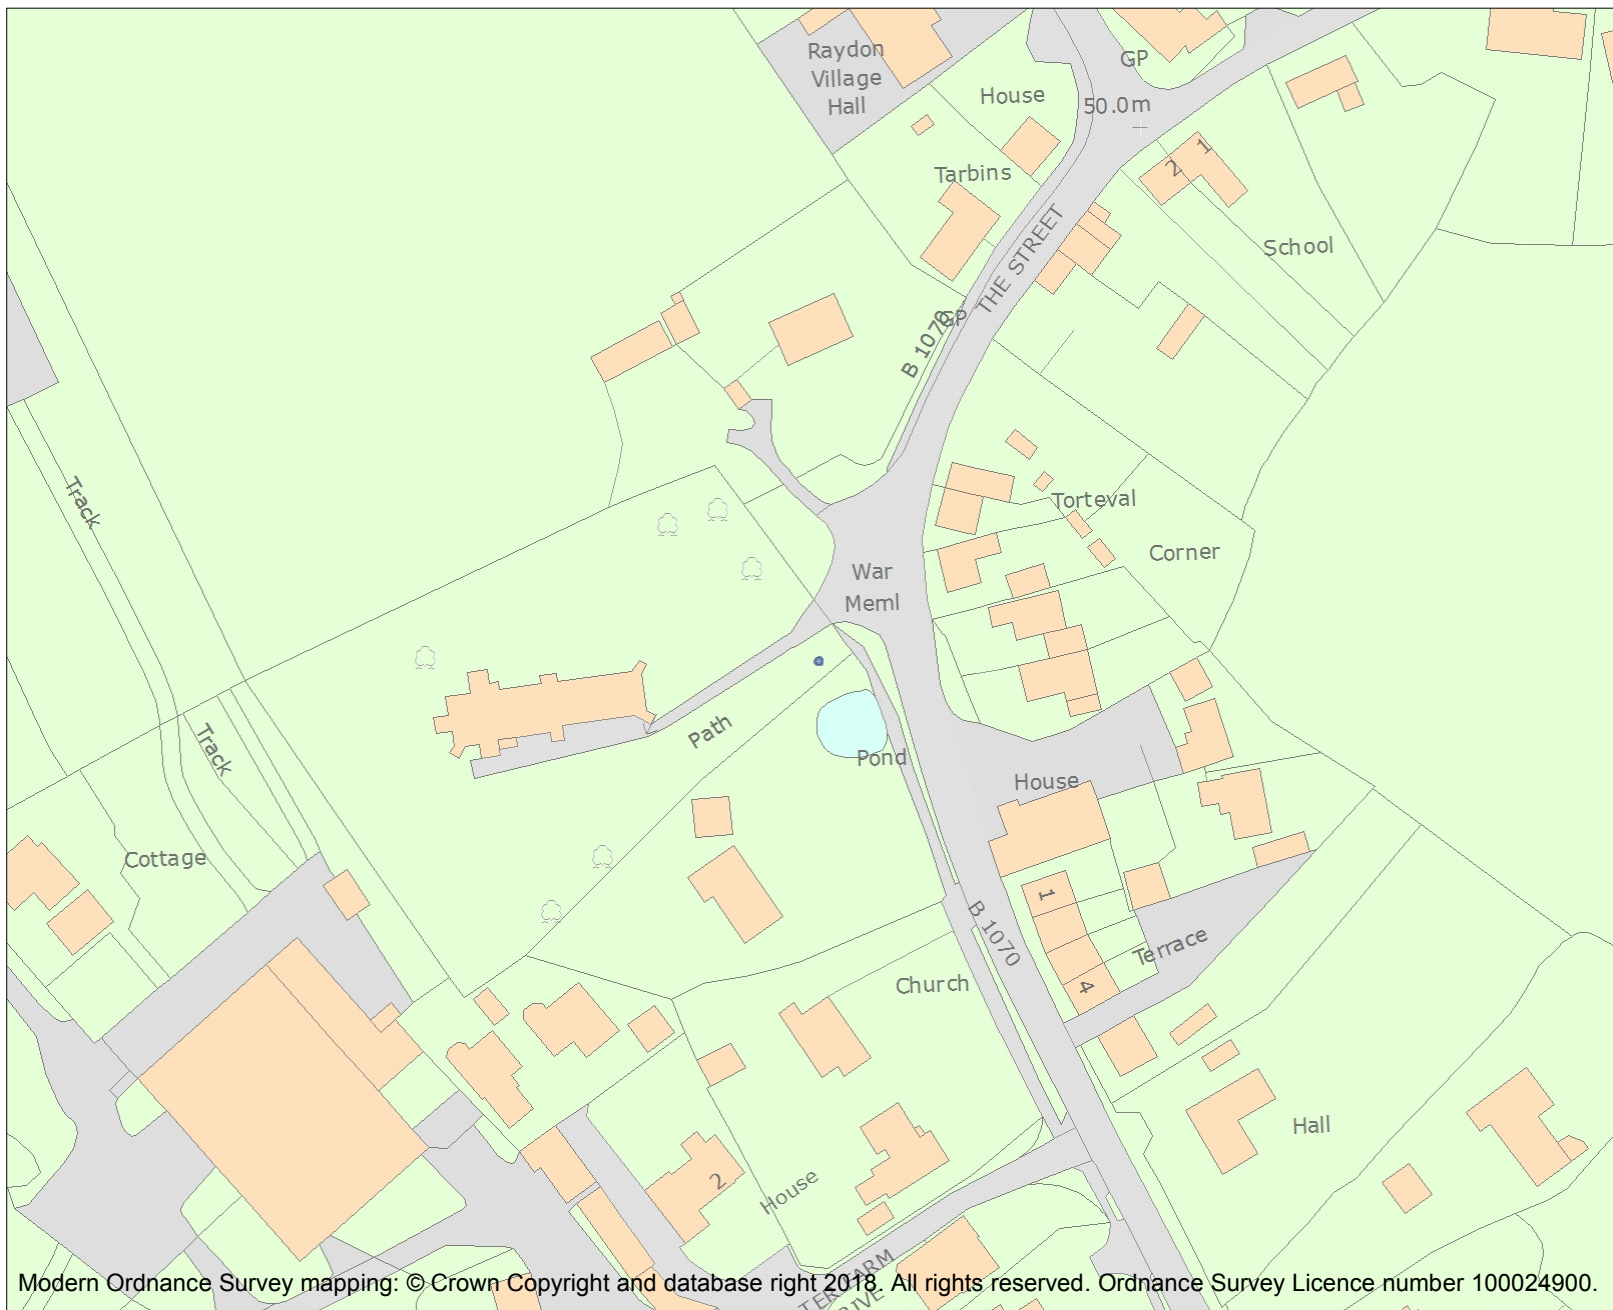 Raydon
Village
Hall
GP
House
50.0m
Tarbins
1
2
THE STREET
School
B 1070
GP
Track
Torteval
Corner
War
Meml
Track
Path
Pond
House
Cottage
1
B 1070
Terrace
4
Church
Hall
2
House
Modern Ordnance Survey mapping: © Crown Copyright and database right 2018. All rights reserved. Ordnance Survey Licence number 100024900.